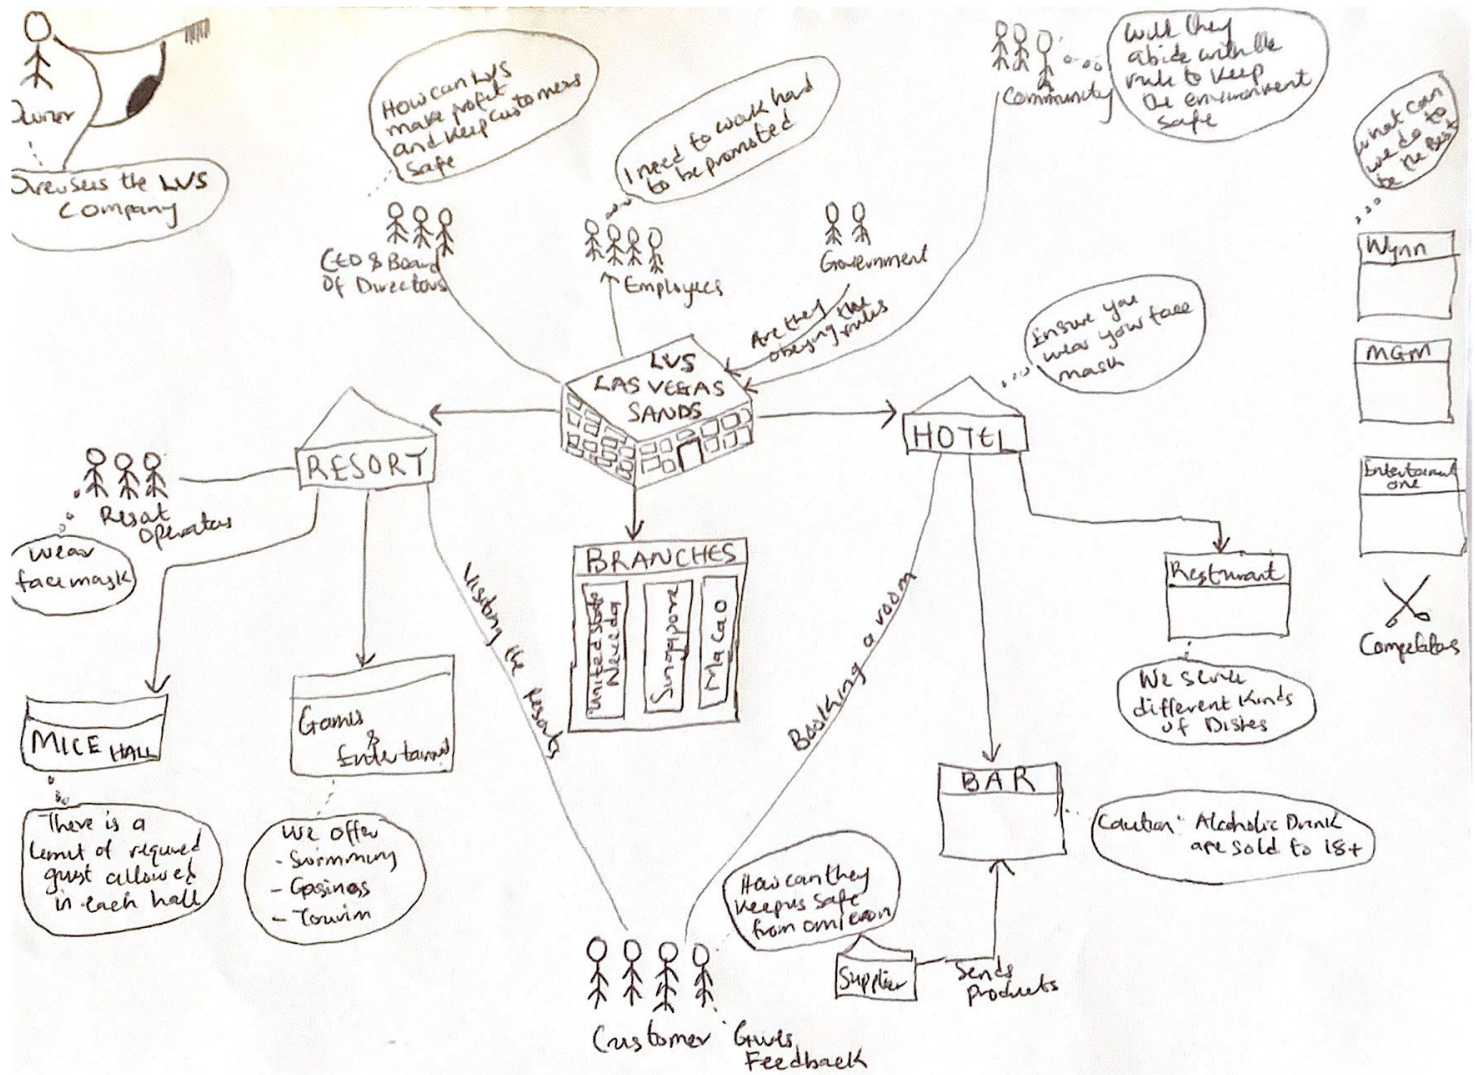 Owner
Oversees the LVS
Company
How can LVS
make profit
and keep customers
safe
CEO & Board
Of Directors
I need to work hard
to be promoted
Employees
Government
Are they the
obeying rules
Community
Will they
abide with the
rule to keep
the environment
safe
What can
we do to
be the Best
Wynn
MGM
Entertainment
one
Competitors
LVS
LAS VEGAS
SANDS
RESORT
HOTEL
Ensure you
wear your face
mask
Resort
Operators
Wear
face mask
BRANCHES
United States
Nevada
Singapore
Macao
Visiting the Resorts
Booking a room
Resturant
We serve
different kinds
of Dishes
MICE HALL
There is a
Limit of required
guest allowed
in each hall
Games
&
Entertainmet
We offer
- Swimming
- Casinos
- Tourism
BAR
Caution: Alcoholic Drink
are sold to 18+
How can they
keep us safe
from omicron
Supplier
Sends
Products
Customer
Gives
Feedback